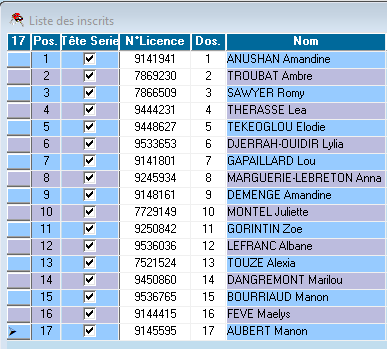 Liste des inscrits
17 Pos. Tête Serie N°Licence Dos. Nom
1 9141941 1 ANUSHAN Amandine
2 7869230 2 TROUBAT Ambre
3 7866509 3 SAWYER Romy
4 9444231 4 THERASSE Lea
5 9448627 5 TEKEOGLOU Elodie
6 9533653 6 DJERRAH-OUIDIR Lylia
7 9141801 7 GAPAILLARD Lou
8 9245934 8 MARGUERIE-LEBRETON Anna
9 9148161 9 DEMENGE Amandine
10 7729149 10 MONTEL Juliette
11 9250842 11 GORINTIN Zoe
12 9536036 12 LEFRANC Albane
13 7521524 13 TOUZE Alexia
14 9450860 14 DANGREMONT Marilou
15 9536765 15 BOURRIAUD Manon
16 9144415 16 FEVE Maelys
17 9145595 17 AUBERT Manon